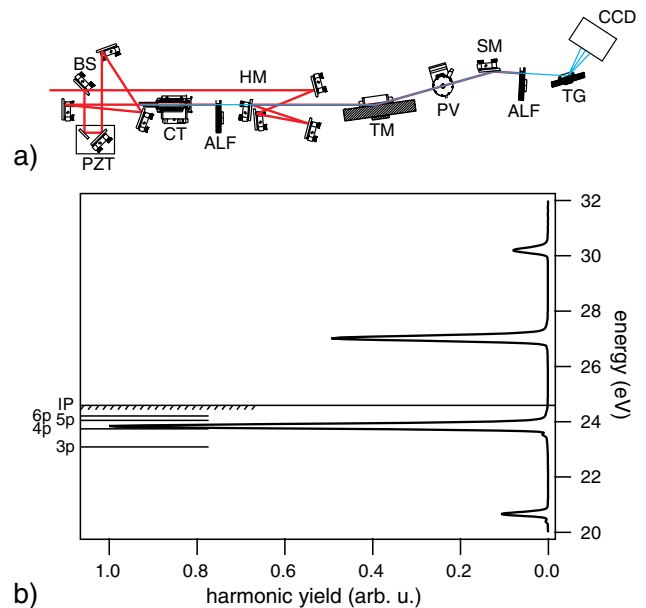 CCD
SM
BS
HM
CT
ALF
TM
PV
ALF
TG
PZT
a)
32
30
28
26
24
22
20
energy (eV)
IP
6p
5p
4p
3p
1.0
0.8
0.6
0.4
0.2
0.0
harmonic yield (arb. u.)
b)